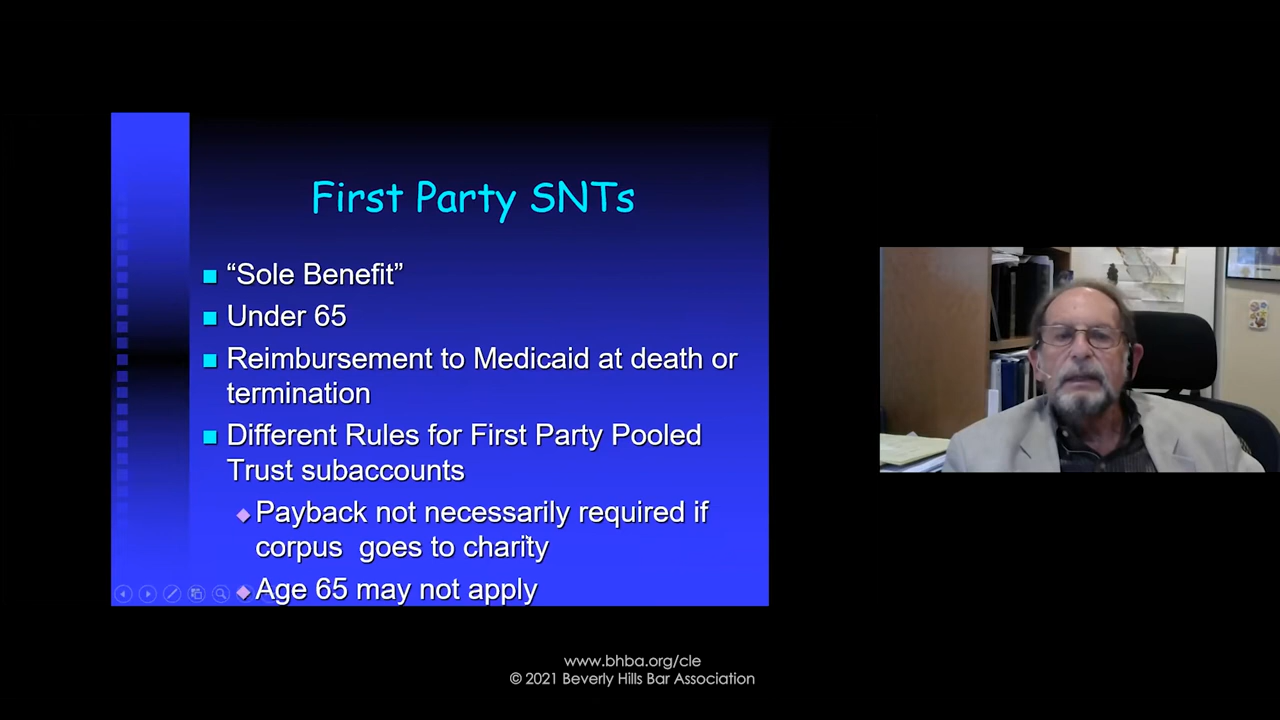 First Party SNTs
“Sole Benefit”
Under 65
Reimbursement to Medicaid at death or
termination
Different Rules for First Party Pooled
Trust subaccounts
Payback not necessarily required if
corpus goes to charity
Age 65 may not apply
www.bhba.org/cle
© 2021 Beverly Hills Bar Association